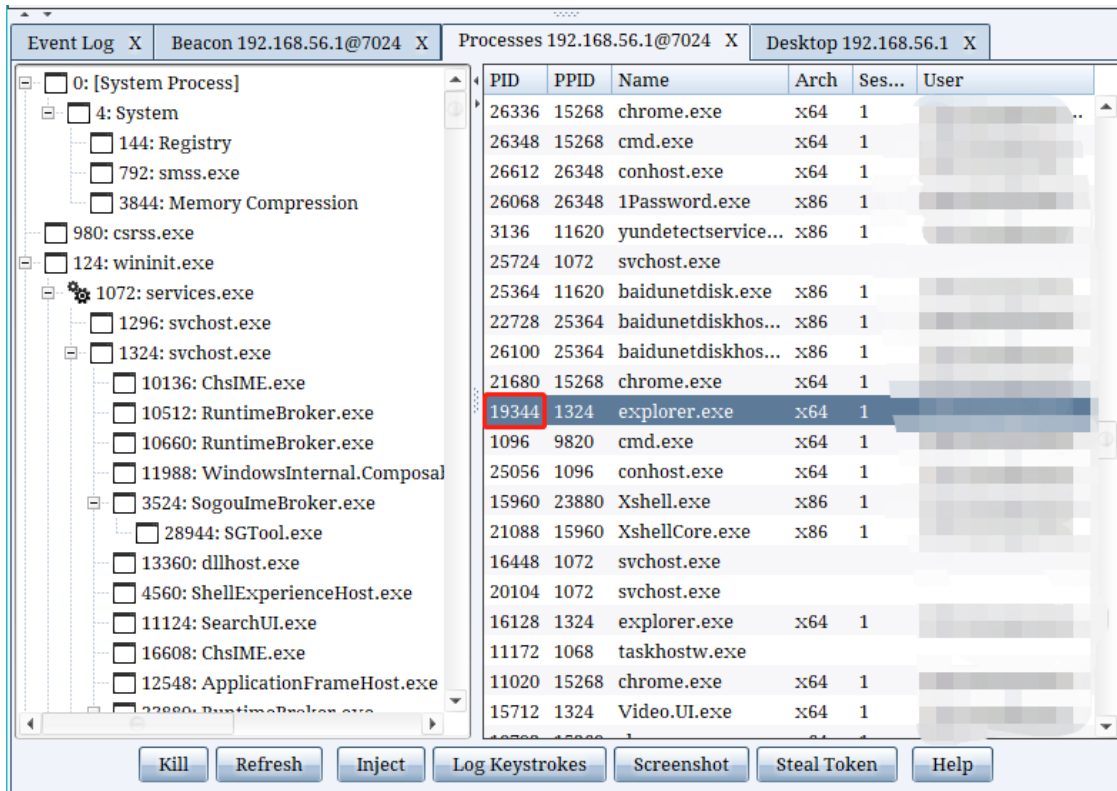 Event Log X Beacon 192.168.56.1@7024 X Processes 192.168.56.1@7024 X Desktop 192.168.56.1 X
0: [System Process]
4: System
144: Registry
792: smss.exe
3844: Memory Compression
980: csrss.exe
124: wininit.exe
1072: services.exe
1296: svchost.exe
1324: svchost.exe
10136: ChsIME.exe
10512: RuntimeBroker.exe
10660: RuntimeBroker.exe
11988: WindowsInternal.Composal
3524: SogouImeBroker.exe
28944: SGTool.exe
13360: dllhost.exe
4560: ShellExperienceHost.exe
11124: SearchUI.exe
16608: ChsIME.exe
12548: ApplicationFrameHost.exe
PID PPID Name Arch Ses... User
26336 15268 chrome.exe x64 1 ..
26348 15268 cmd.exe x64 1
26612 26348 conhost.exe x64 1
26068 26348 1Password.exe x86 1
3136 11620 yundetectservice... x86 1
25724 1072 svchost.exe
25364 11620 baidunetdisk.exe x86 1
22728 25364 baidunetdiskhos... x86 1
26100 25364 baidunetdiskhos... x86 1
21680 15268 chrome.exe x64 1
19344 1324 explorer.exe x64 1
1096 9820 cmd.exe x64 1
25056 1096 conhost.exe x64 1
15960 23880 Xshell.exe x86 1
21088 15960 XshellCore.exe x86 1
16448 1072 svchost.exe
20104 1072 svchost.exe
16128 1324 explorer.exe x64 1
11172 1068 taskhostw.exe
11020 15268 chrome.exe x64 1
15712 1324 Video.UI.exe x64 1
Kill Refresh Inject Log Keystrokes Screenshot Steal Token Help